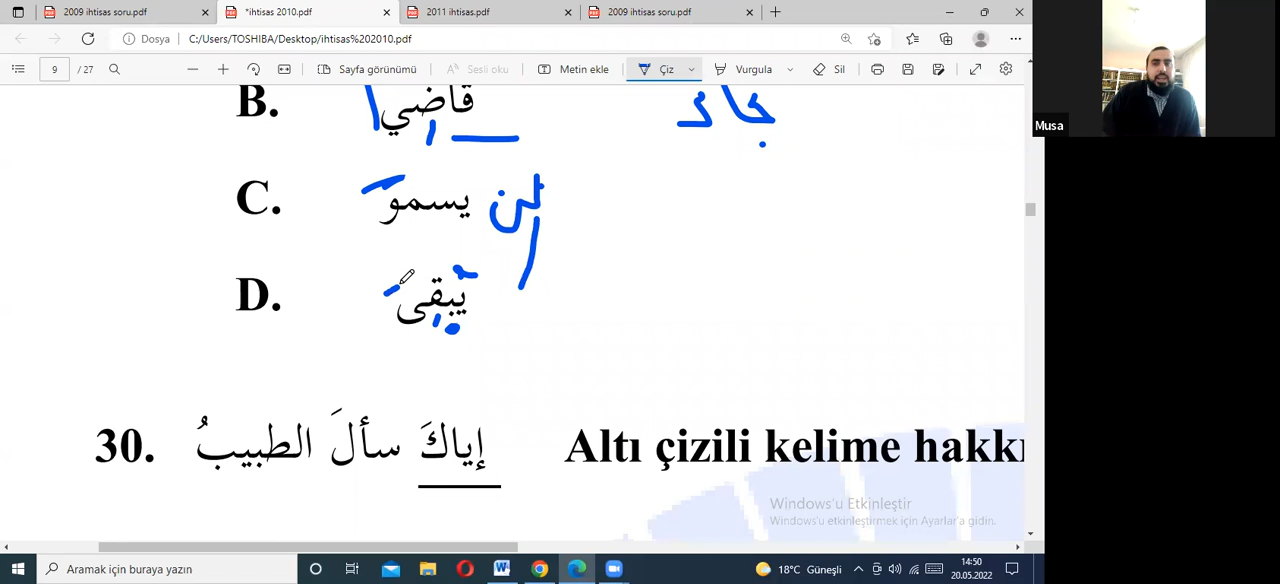 2009 ihtisas soru.pdf
*ihtisas 2010.pdf
2011 ihtisas.pdf
2009 ihtisas soru.pdf
Dosya C:/Users/TOSHIBA/Desktop/ihtisas%202010.pdf
9 / 27 Sayfa görünümü Sesli oku Metin ekle Çiz Vurgula Sil
Musa
B. قاضي
C. يسمو لن
D. يبقى
30. إياكَ سألَ الطبيبُ Altı çizili kelime hakkı
Windows'u Etkinleştir
Windows'u etkinleştirmek için Ayarlar'a gidin.
Aramak için buraya yazın
18°C Güneşli
14:50
20.05.2022